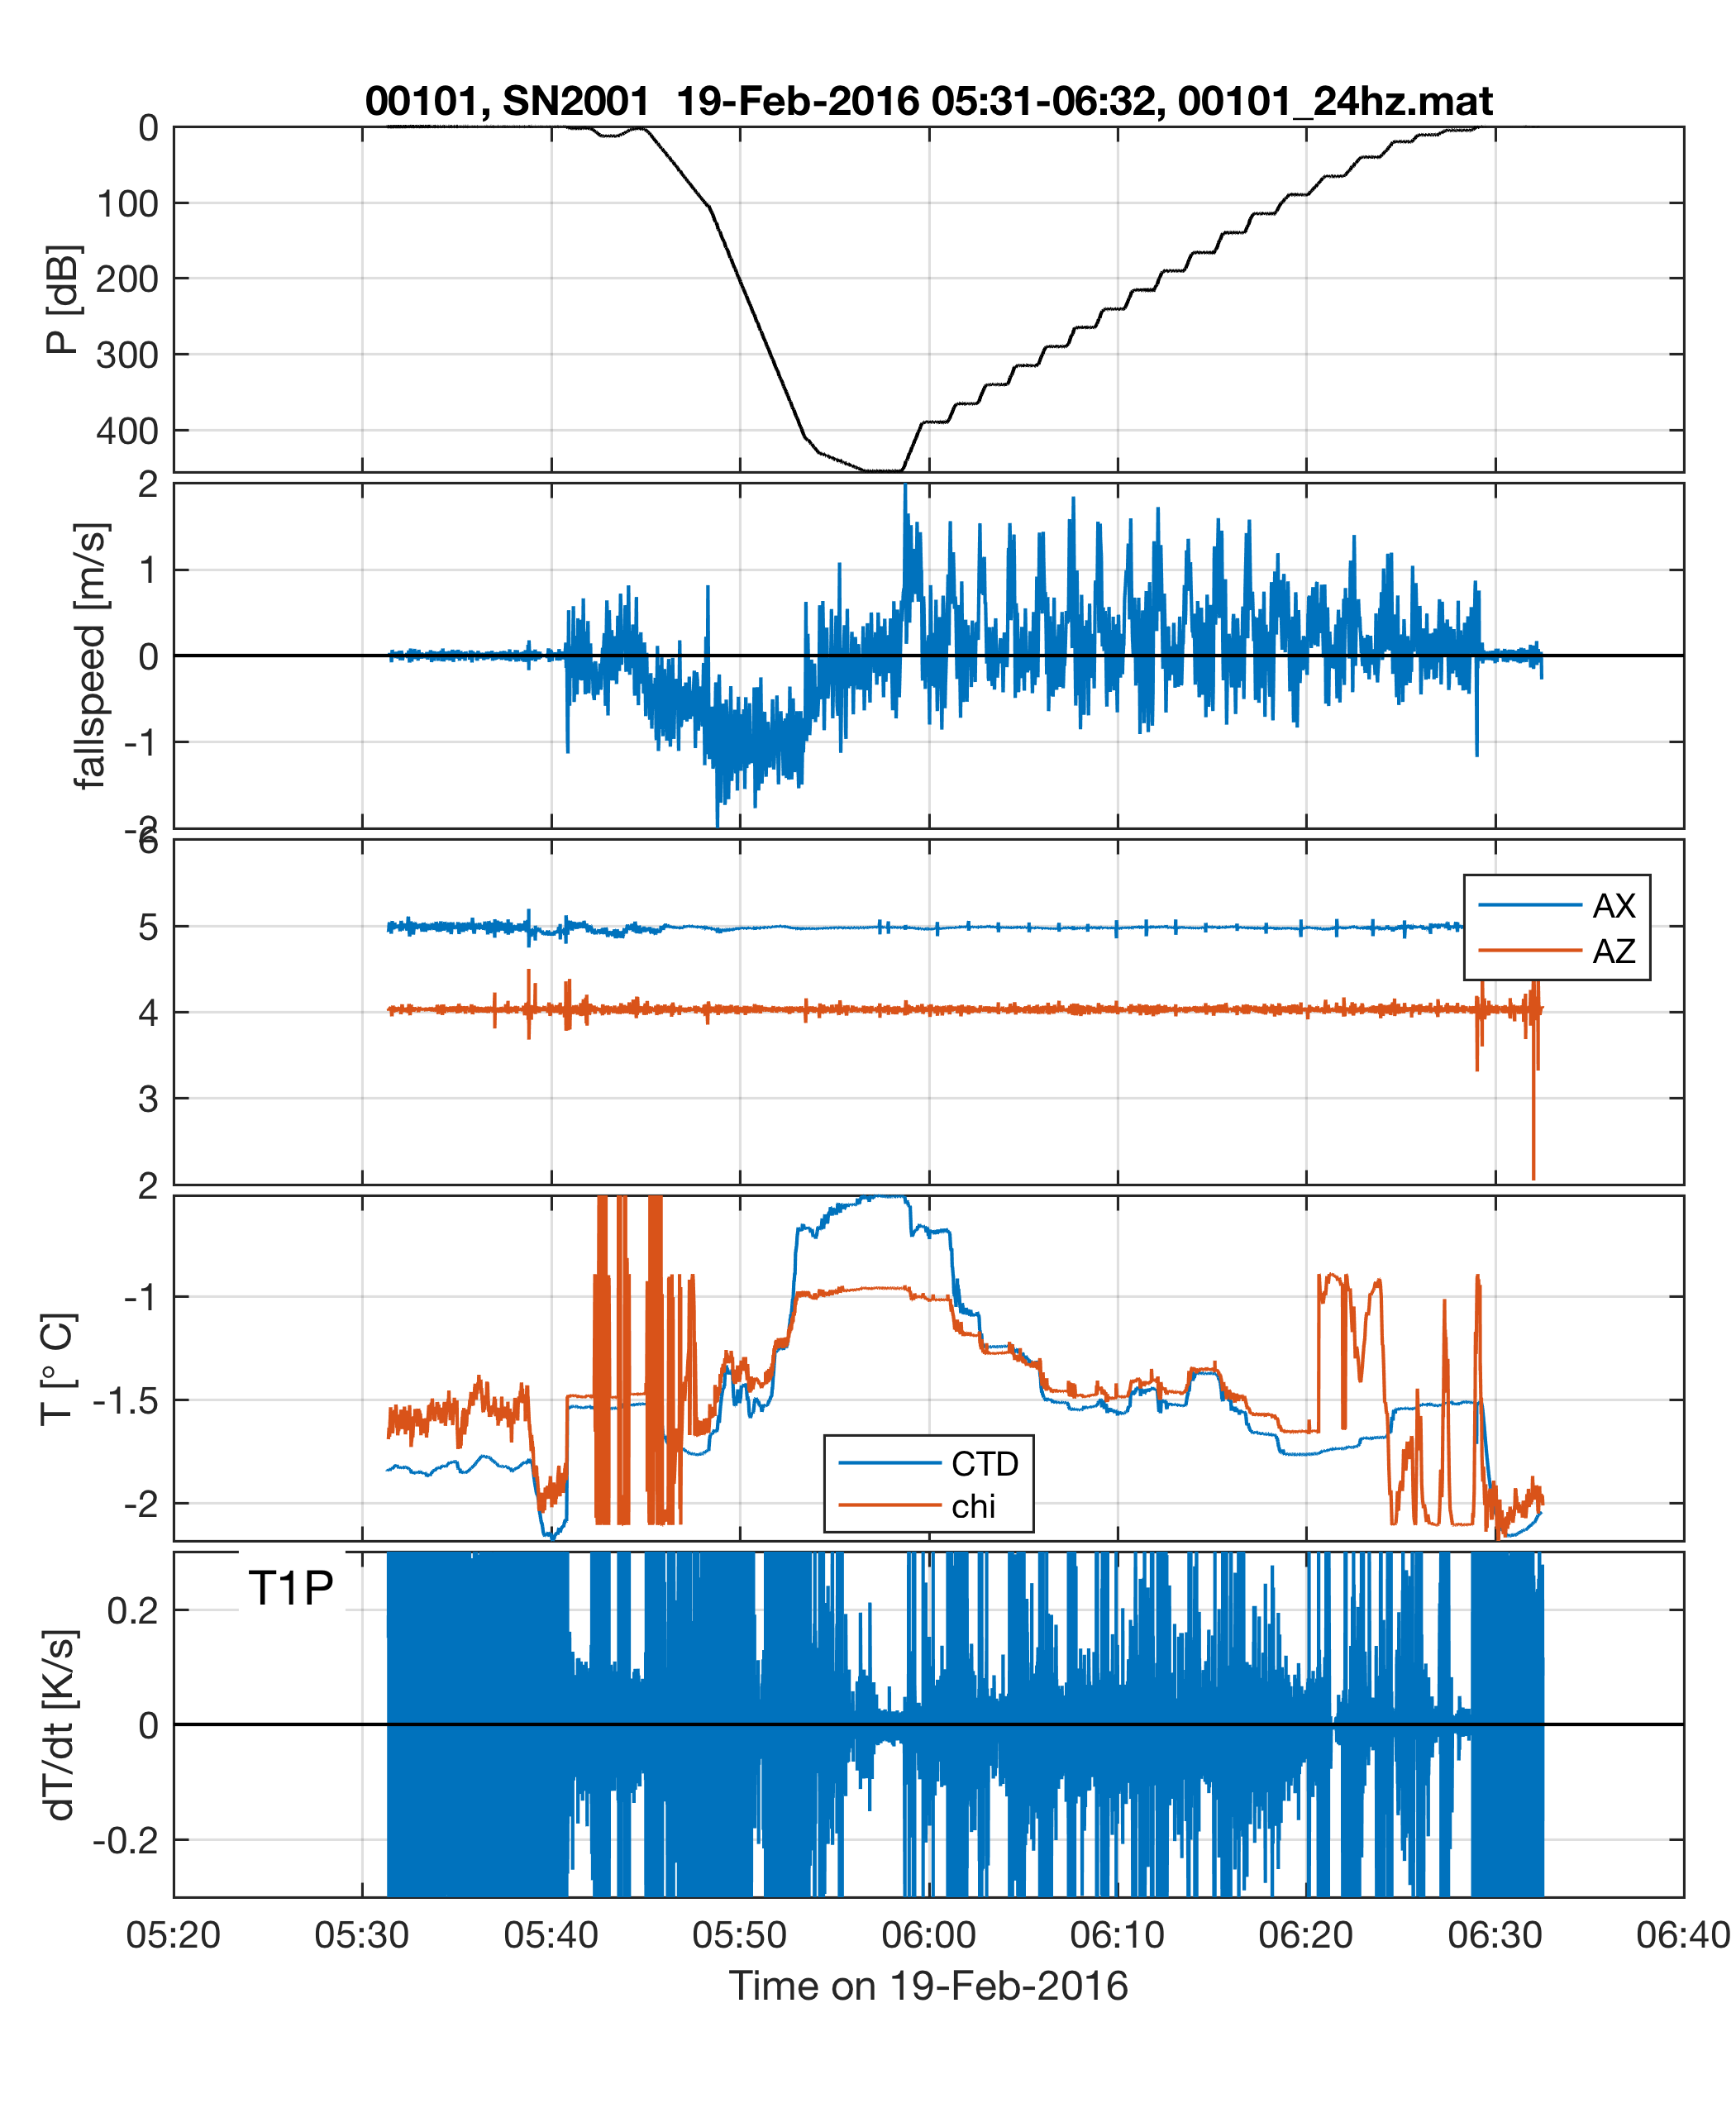 00101, SN2001  19-Feb-2016 05:31-06:32, 00101_24hz.mat
0
100
200
300
400
P [dB]
2
1
0
-1
-2
fallspeed [m/s]
6
5
4
3
2
AX
AZ
-1
-1.5
-2
T [° C]
CTD
chi
T1P
0.2
0
-0.2
dT/dt [K/s]
05:20 05:30 05:40 05:50 06:00 06:10 06:20 06:30 06:40
Time on 19-Feb-2016